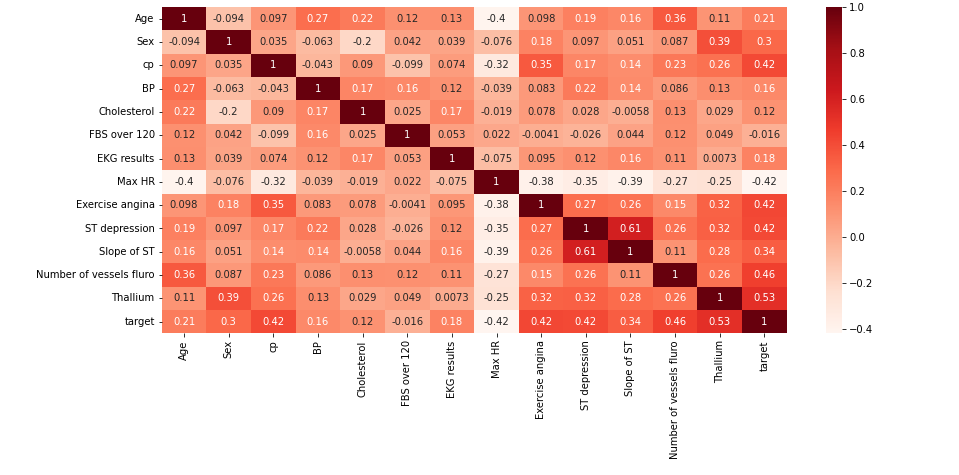 Age 1 -0.094 0.097 0.27 0.22 0.12 0.13 -0.4 0.098 0.19 0.16 0.36 0.11 0.21
Sex -0.094 1 0.035 -0.063 -0.2 0.042 0.039 -0.076 0.18 0.097 0.051 0.087 0.39 0.3
cp 0.097 0.035 1 -0.043 0.09 -0.099 0.074 -0.32 0.35 0.17 0.14 0.23 0.26 0.42
BP 0.27 -0.063 -0.043 1 0.17 0.16 0.12 -0.039 0.083 0.22 0.14 0.086 0.13 0.16
Cholesterol 0.22 -0.2 0.09 0.17 1 0.025 0.17 -0.019 0.078 0.028 -0.0058 0.13 0.029 0.12
FBS over 120 0.12 0.042 -0.099 0.16 0.025 1 0.053 0.022 -0.0041 -0.026 0.044 0.12 0.049 -0.016
EKG results 0.13 0.039 0.074 0.12 0.17 0.053 1 -0.075 0.095 0.12 0.16 0.11 0.0073 0.18
Max HR -0.4 -0.076 -0.32 -0.039 -0.019 0.022 -0.075 1 -0.38 -0.35 -0.39 -0.27 -0.25 -0.42
Exercise angina 0.098 0.18 0.35 0.083 0.078 -0.0041 0.095 -0.38 1 0.27 0.26 0.15 0.32 0.42
ST depression 0.19 0.097 0.17 0.22 0.028 -0.026 0.12 -0.35 0.27 1 0.61 0.26 0.32 0.42
Slope of ST 0.16 0.051 0.14 0.14 -0.0058 0.044 0.16 -0.39 0.26 0.61 1 0.11 0.28 0.34
Number of vessels fluro 0.36 0.087 0.23 0.086 0.13 0.12 0.11 -0.27 0.15 0.26 0.11 1 0.26 0.46
Thallium 0.11 0.39 0.26 0.13 0.029 0.049 0.0073 -0.25 0.32 0.32 0.28 0.26 1 0.53
target 0.21 0.3 0.42 0.16 0.12 -0.016 0.18 -0.42 0.42 0.42 0.34 0.46 0.53 1
Age
Sex
cp
BP
Cholesterol
FBS over 120
EKG results
Max HR
Exercise angina
ST depression
Slope of ST
Number of vessels fluro
Thallium
target
1.0
0.8
0.6
0.4
0.2
0.0
−0.2
−0.4